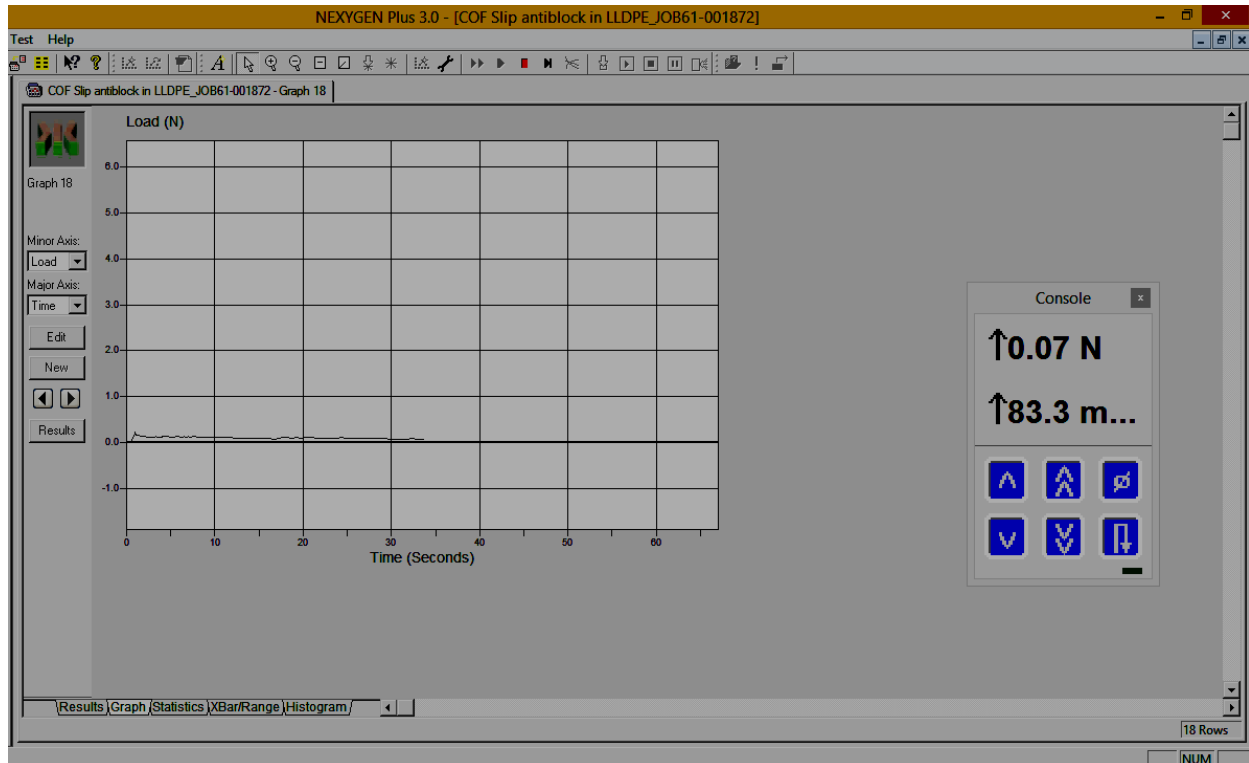 NEXYGEN Plus 3.0 - [COF Slip antiblock in LLDPE_JOB61-001872]
Test Help
COF Slip antiblock in LLDPE_JOB61-001872 - Graph 18
Load (N)
Graph 18
Minor Axis:
Load
Major Axis:
Time
Edit
New
Results
6.0
5.0
4.0
3.0
2.0
1.0
0.0
-1.0
0 10 20 30 40 50 60
Time (Seconds)
Console
↑0.07 N
↑83.3 m...
Results Graph Statistics XBar/Range Histogram
18 Rows
NUM